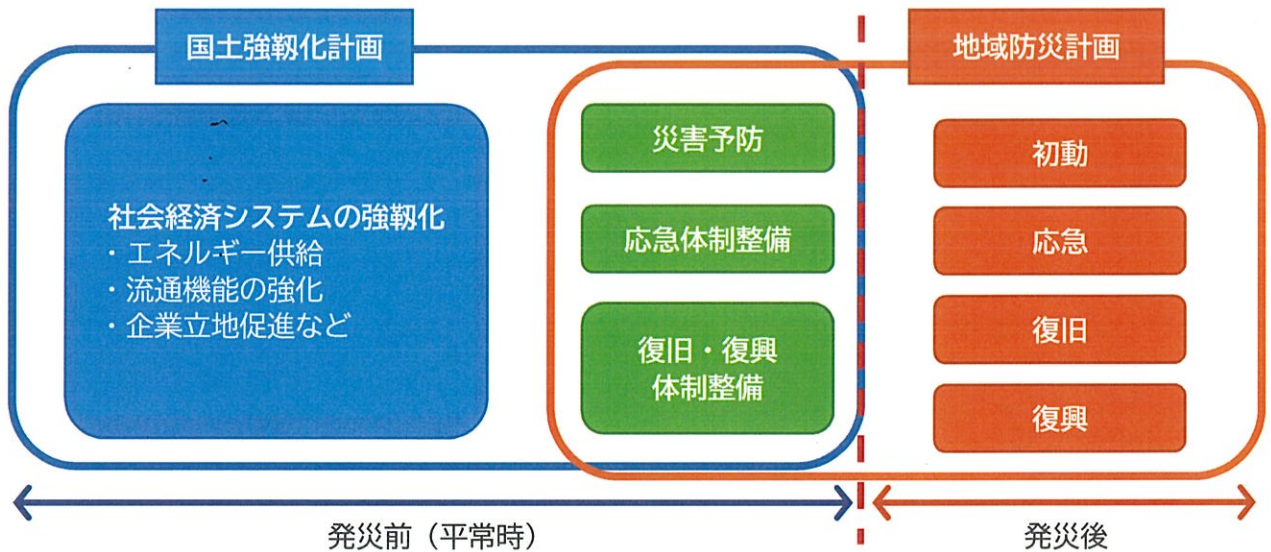 国土強靱化計画
地域防災計画
社会経済システムの強靱化
・エネルギー供給
・流通機能の強化
・企業立地促進など
災害予防
応急体制整備
復旧・復興
体制整備
初動
応急
復旧
復興
発災前（平常時）
発災後